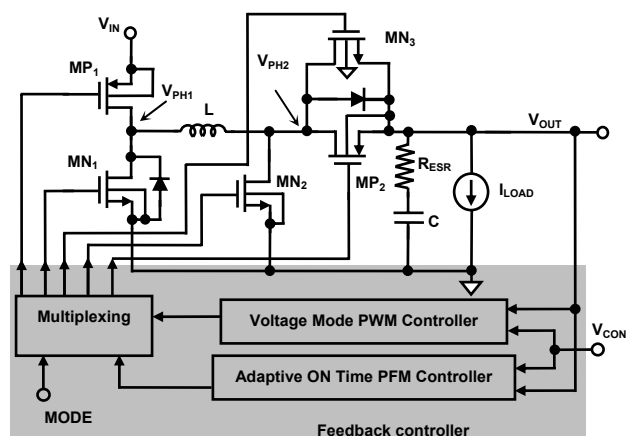 V_IN
MP_1
V_PH1
L
V_PH2
MN_3
V_OUT
MN_1
MN_2
MP_2
R_ESR
C
I_LOAD
Multiplexing
Voltage Mode PWM Controller
V_CON
Adaptive ON Time PFM Controller
MODE
Feedback controller